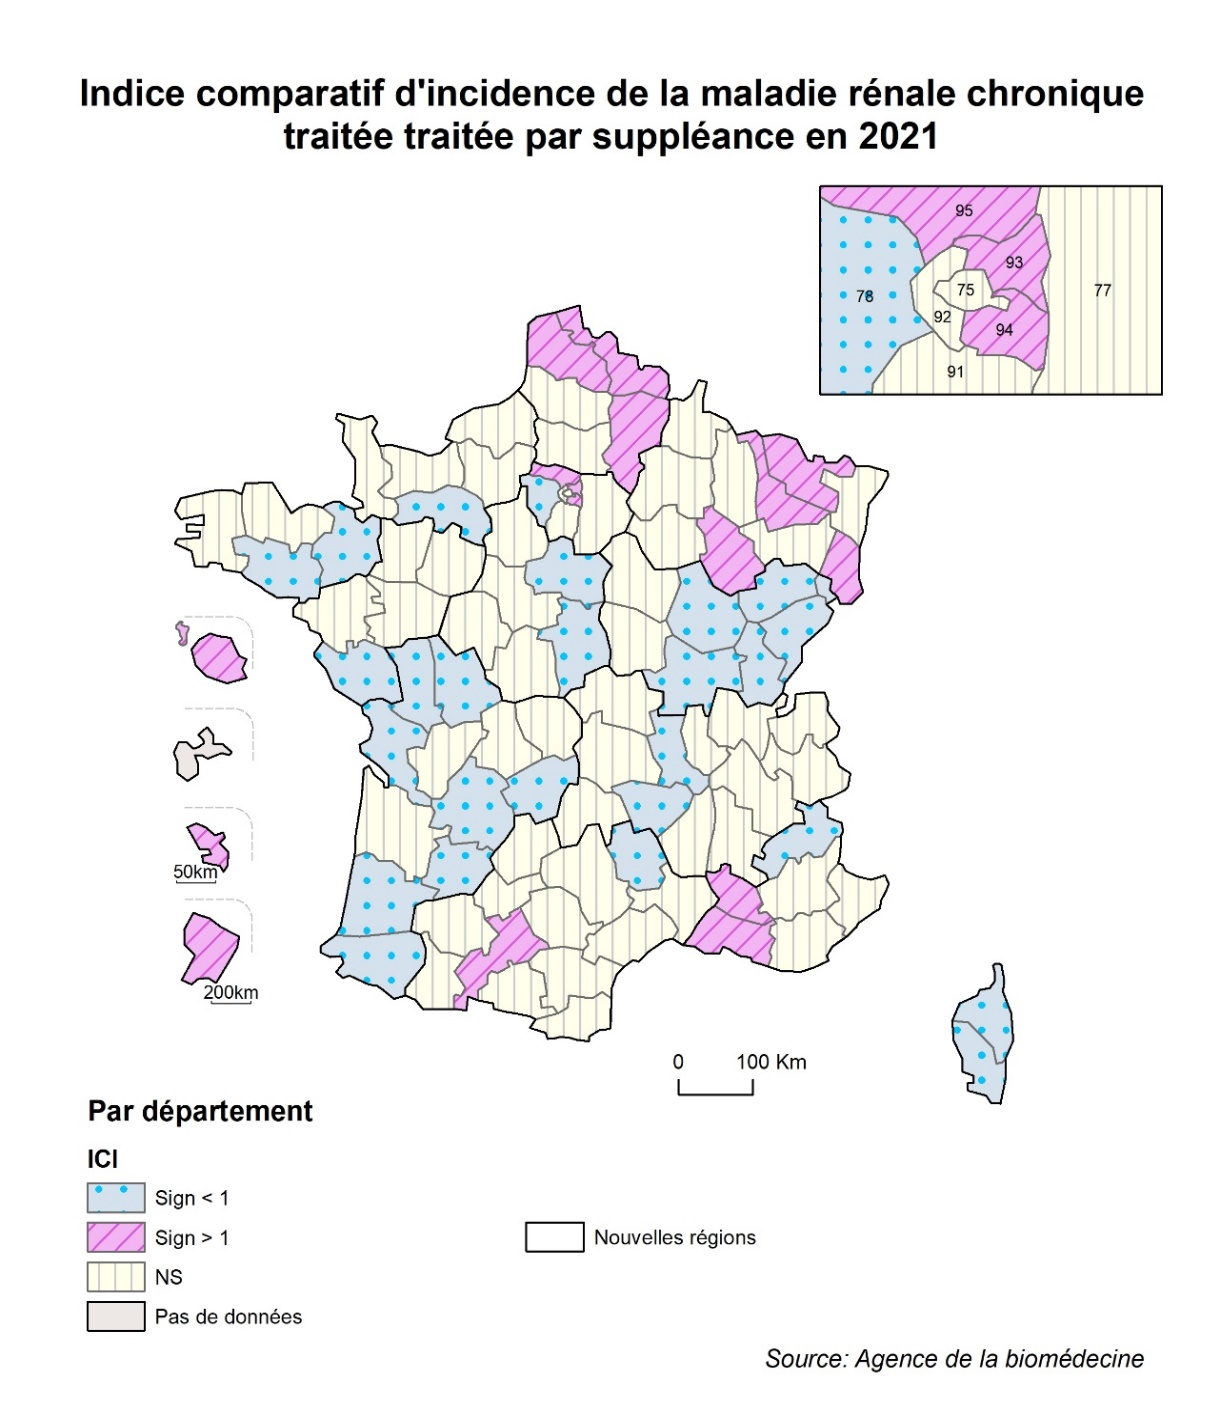 Indice comparatif d'incidence de la maladie rénale chronique
traitée traitée par suppléance en 2021
95
93
78
75
77
92
94
91
50km
200km
0 100 Km
Par département
ICI
Sign < 1
Sign > 1
Nouvelles régions
NS
Pas de données
Source: Agence de la biomédecine